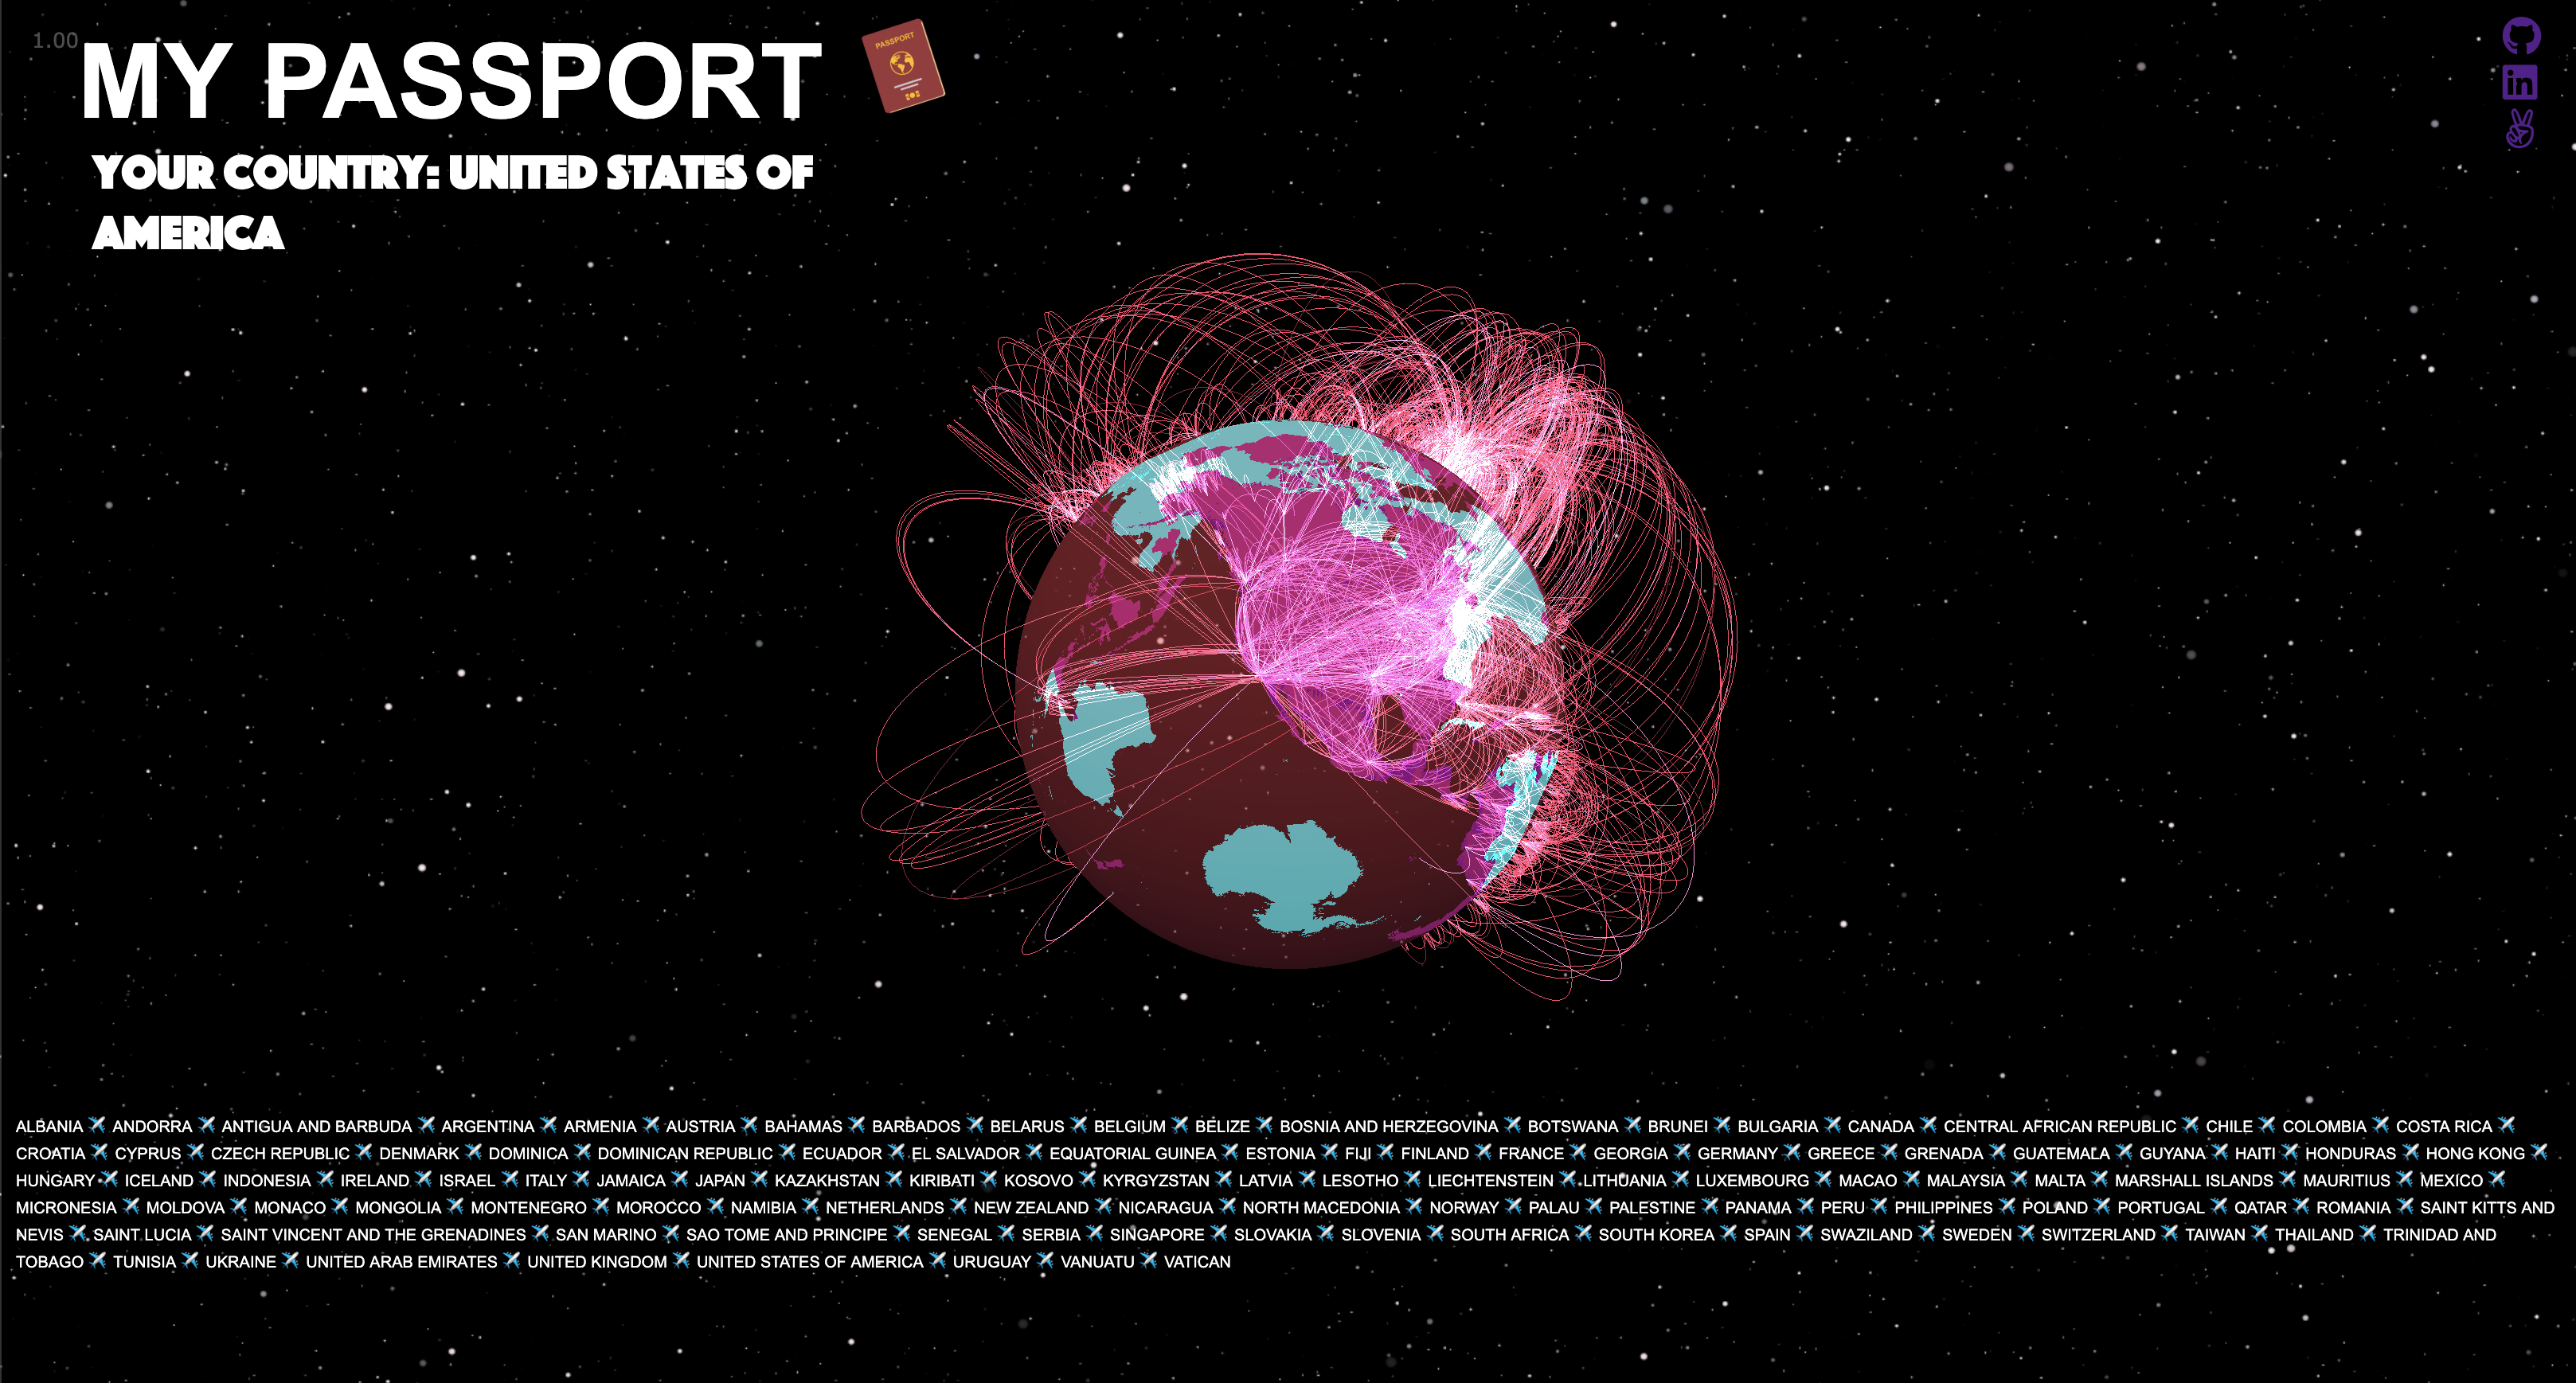 1.00
MY PASSPORT
PASSPORT
YOUR COUNTRY: UNITED STATES OF
AMERICA
in
ALBANIA ✈ ANDORRA ✈ ANTIGUA AND BARBUDA ✈ ARGENTINA ✈ ARMENIA ✈ AUSTRIA ✈ BAHAMAS ✈ BARBADOS ✈ BELARUS ✈ BELGIUM ✈ BELIZE ✈ BOSNIA AND HERZEGOVINA ✈ BOTSWANA ✈ BRUNEI ✈ BULGARIA ✈ CANADA ✈ CENTRAL AFRICAN REPUBLIC ✈ CHILE ✈ COLOMBIA ✈ COSTA RICA ✈
CROATIA ✈ CYPRUS ✈ CZECH REPUBLIC ✈ DENMARK ✈ DOMINICA ✈ DOMINICAN REPUBLIC ✈ ECUADOR ✈ EL SALVADOR ✈ EQUATORIAL GUINEA ✈ ESTONIA ✈ FIJI ✈ FINLAND ✈ FRANCE ✈ GEORGIA ✈ GERMANY ✈ GREECE ✈ GRENADA ✈ GUATEMALA ✈ GUYANA ✈ HAITI ✈ HONDURAS ✈ HONG KONG ✈
HUNGARY ✈ ICELAND ✈ INDONESIA ✈ IRELAND ✈ ISRAEL ✈ ITALY ✈ JAMAICA ✈ JAPAN ✈ KAZAKHSTAN ✈ KIRIBATI ✈ KOSOVO ✈ KYRGYZSTAN ✈ LATVIA ✈ LESOTHO ✈ LIECHTENSTEIN ✈ LITHUANIA ✈ LUXEMBOURG ✈ MACAO ✈ MALAYSIA ✈ MALTA ✈ MARSHALL ISLANDS ✈ MAURITIUS ✈ MEXICO ✈
MICRONESIA ✈ MOLDOVA ✈ MONACO ✈ MONGOLIA ✈ MONTENEGRO ✈ MOROCCO ✈ NAMIBIA ✈ NETHERLANDS ✈ NEW ZEALAND ✈ NICARAGUA ✈ NORTH MACEDONIA ✈ NORWAY ✈ PALAU ✈ PALESTINE ✈ PANAMA ✈ PERU ✈ PHILIPPINES ✈ POLAND ✈ PORTUGAL ✈ QATAR ✈ ROMANIA ✈ SAINT KITTS AND
NEVIS ✈ SAINT LUCIA ✈ SAINT VINCENT AND THE GRENADINES ✈ SAN MARINO ✈ SAO TOME AND PRINCIPE ✈ SENEGAL ✈ SERBIA ✈ SINGAPORE ✈ SLOVAKIA ✈ SLOVENIA ✈ SOUTH AFRICA ✈ SOUTH KOREA ✈ SPAIN ✈ SWAZILAND ✈ SWEDEN ✈ SWITZERLAND ✈ TAIWAN ✈ THAILAND ✈ TRINIDAD AND
TOBAGO ✈ TUNISIA ✈ UKRAINE ✈ UNITED ARAB EMIRATES ✈ UNITED KINGDOM ✈ UNITED STATES OF AMERICA ✈ URUGUAY ✈ VANUATU ✈ VATICAN